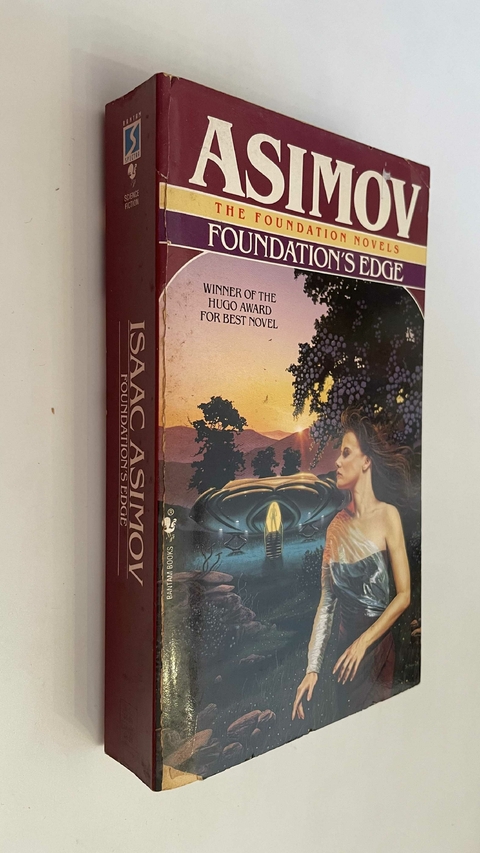 ASIMOV
THE FOUNDATION NOVELS
FOUNDATION'S EDGE
WINNER OF THE
HUGO AWARD
FOR BEST NOVEL
BANTAM BOOKS
®
SCIENCE
FICTION
ISAAC ASIMOV
FOUNDATION'S EDGE